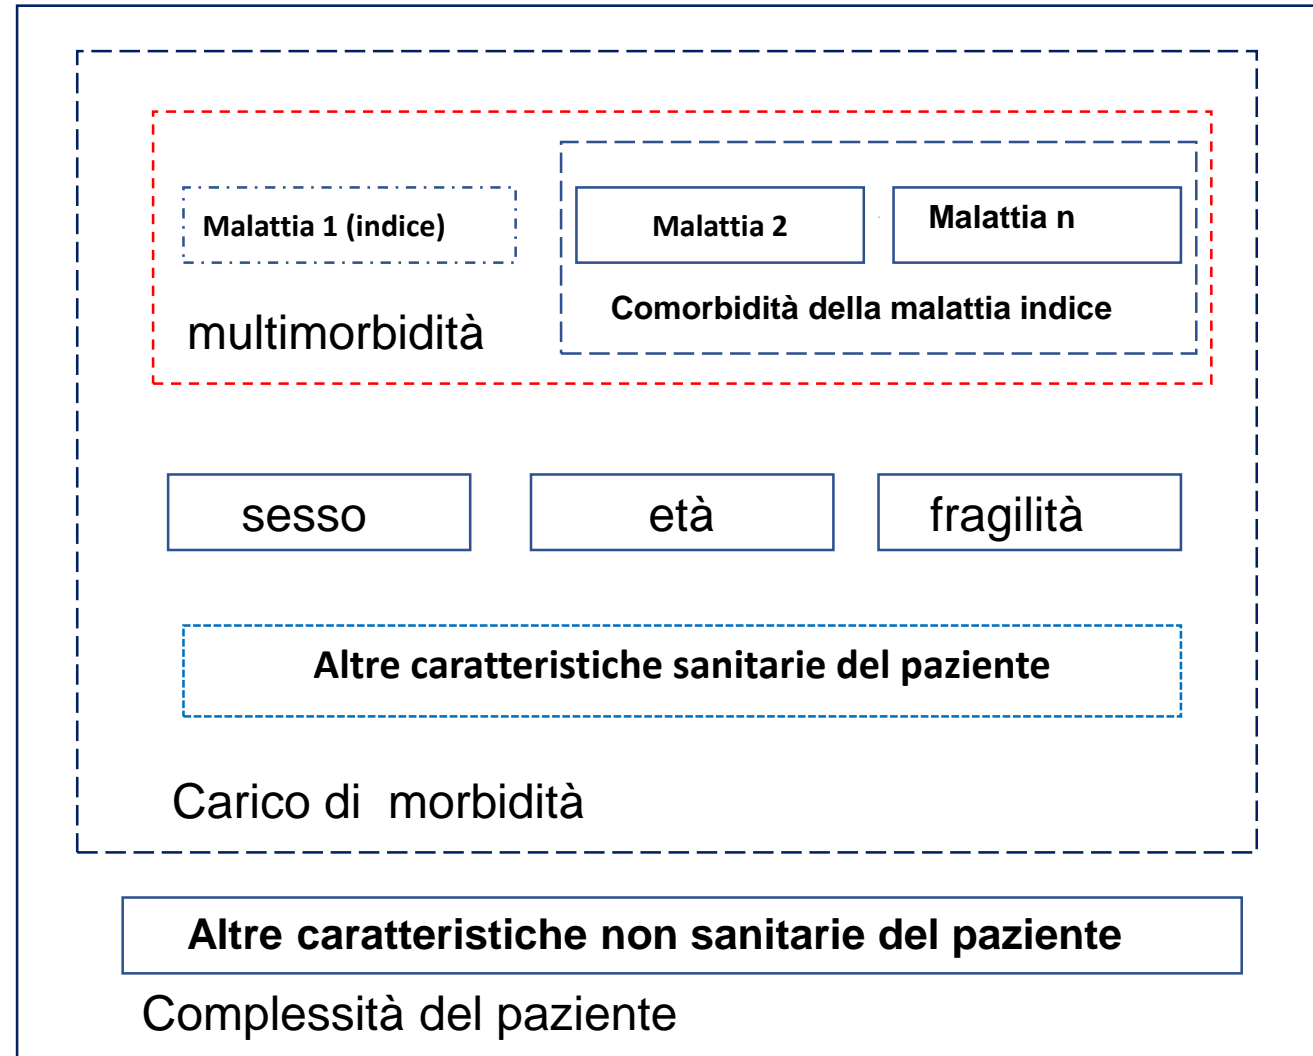 Malattia 1 (indice)
Malattia 2
Malattia n
Comorbidità della malattia indice
multimorbidità
sesso
età
fragilità
Altre caratteristiche sanitarie del paziente
Carico di morbidità
Altre caratteristiche non sanitarie del paziente
Complessità del paziente